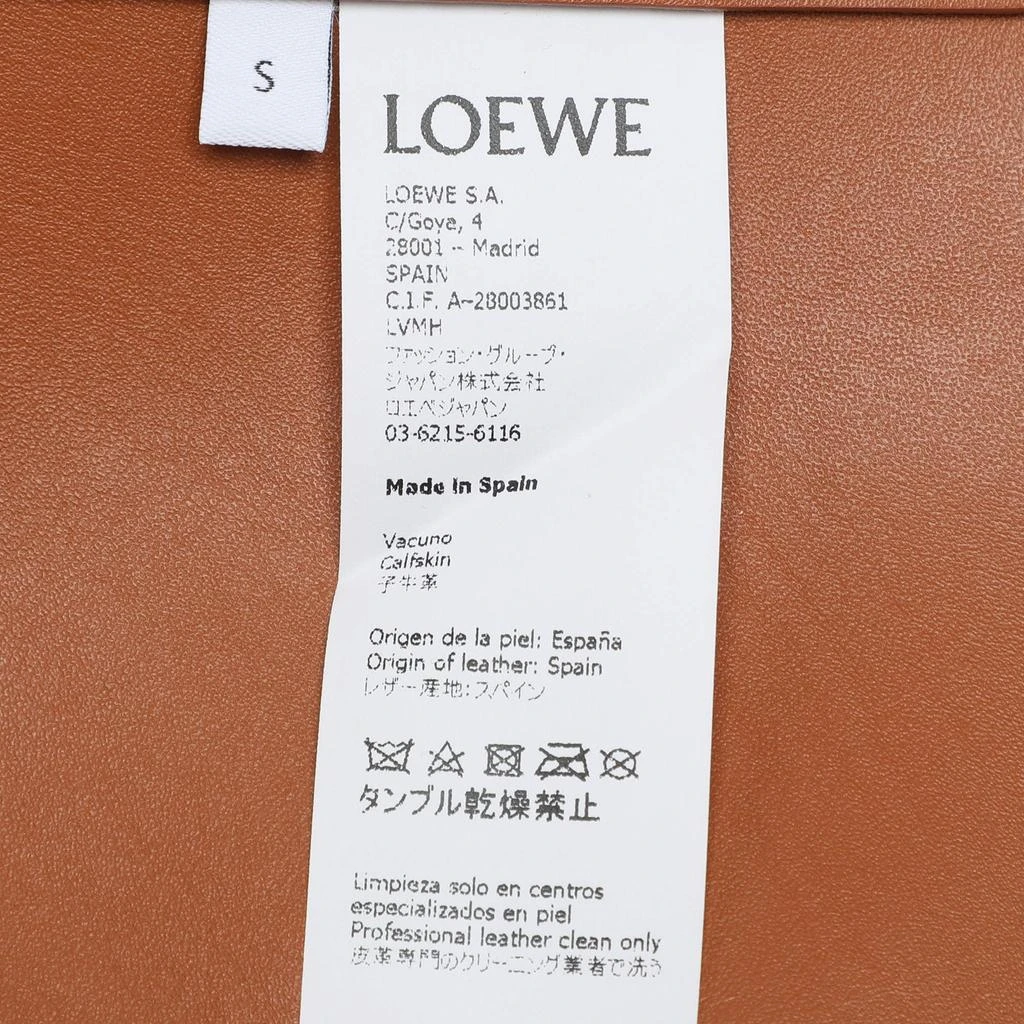 S
LOEWE
LOEWE S.A.
C/Goya, 4
28001 - Madrid
SPAIN
C.I.F. A-28003861
LVMH
ファッション・グループ・
ジャパン株式会社
ロエベジャパン
03-6215-6116
Made in Spain
Vacuno
Calfskin
子牛革
Origen de la piel: España
Origin of leather: Spain
レザー産地:スパイン
タンブル乾燥禁止
Limpieza solo en centros
especializados en piel
Professional leather clean only
皮革専門のクリーニング業者で洗う